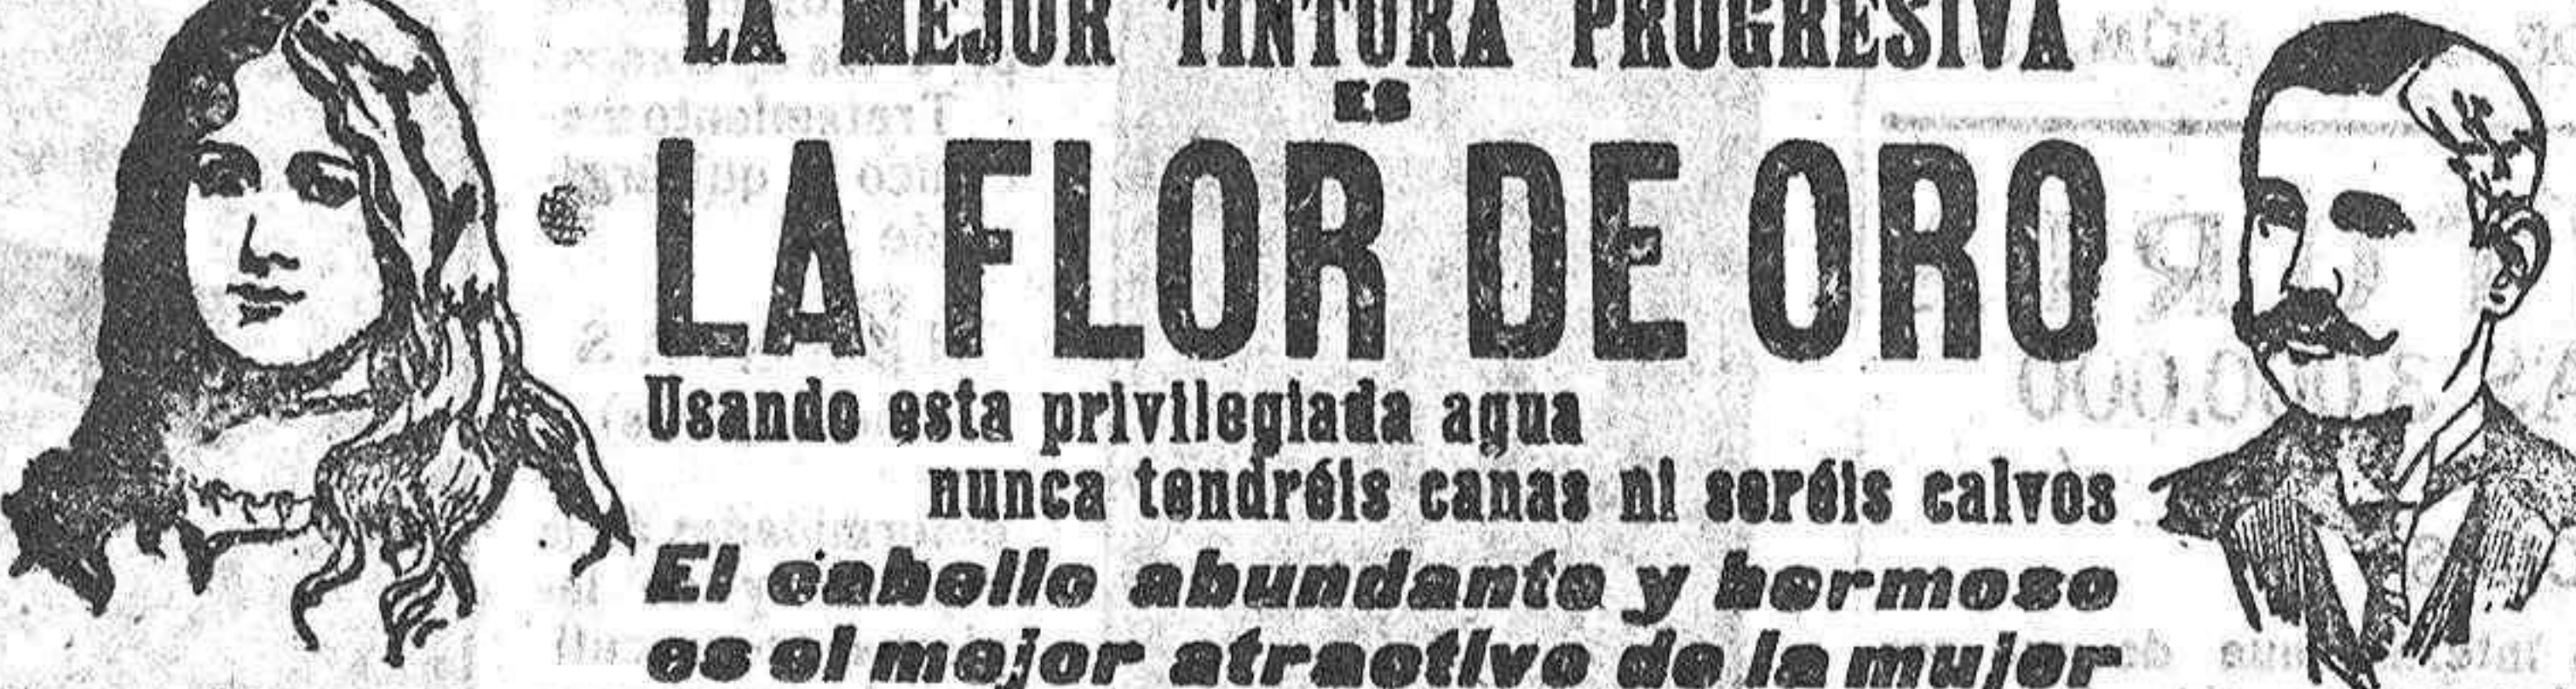 LA MEJOR TINTURA PROGRESIVA
ES
LA FLOR DE ORO
Usando esta privilegiada agua
nunca tendréis canas ni seréis calvos
El cabello abundante y hermoso
es el mejor atractivo de la mujer